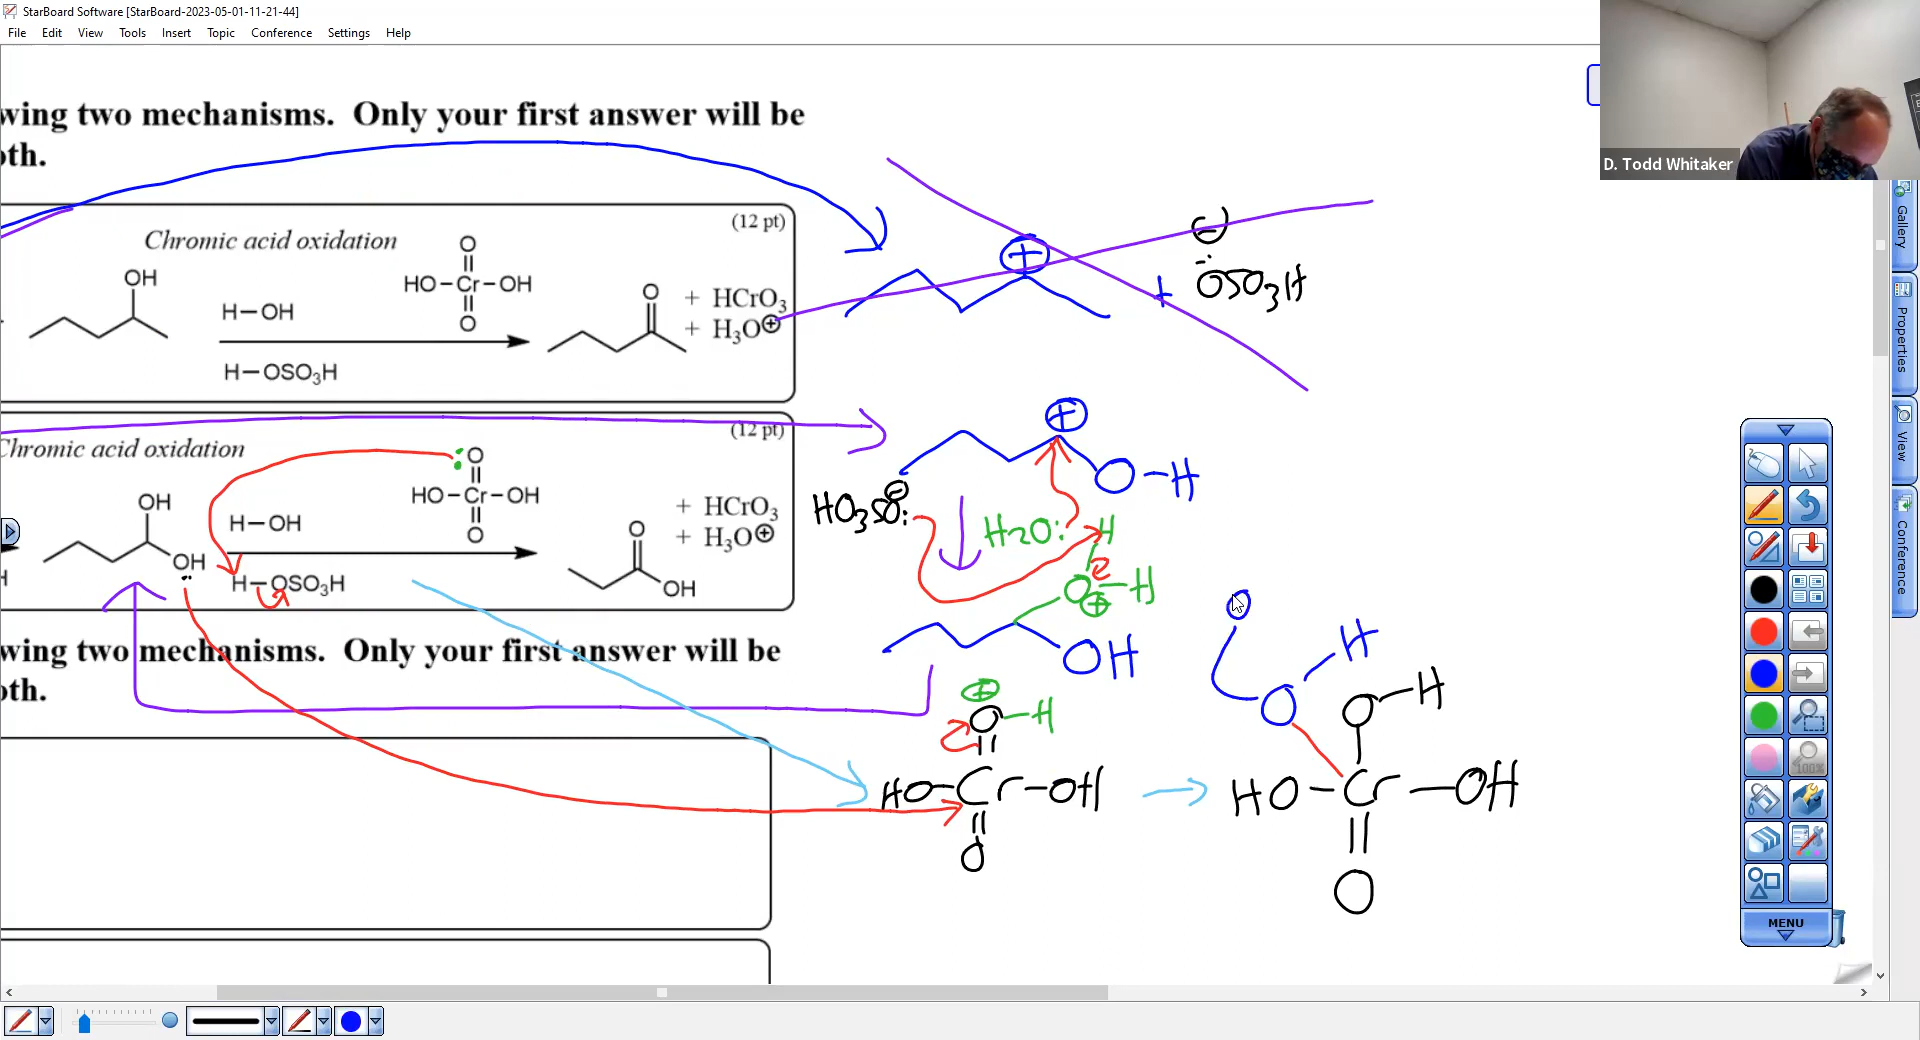 StarBoard Software [StarBoard-2023-05-01-11-21-44]
File Edit View Tools Insert Topic Conference Settings Help
wing two mechanisms. Only your first answer will be
oth.
D. Todd Whitaker
(12 pt)
Chromic acid oxidation
O
OH
HO-Cr-OH
O
H-OH
H-OSO3H
O
+ HCrO3
+ H3O⊕
⊕
+
⊖
:OSO3H
(12 pt)
Chromic acid oxidation
:O
OH
HO-Cr-OH
O
H-OH
OH
H-OSO3H
O
OH
+ HCrO3
+ H3O⊕
H
⊕
O-H
⊖
HO3SO:
H2O:
H
O-H
⊕
OH
wing two mechanisms. Only your first answer will be
oth.
⊕
O-H
HO-Cr-OH
O
O
O
H
O-H
HO-Cr-OH
O
Gallery
Properties
View
Conference
100%
MENU